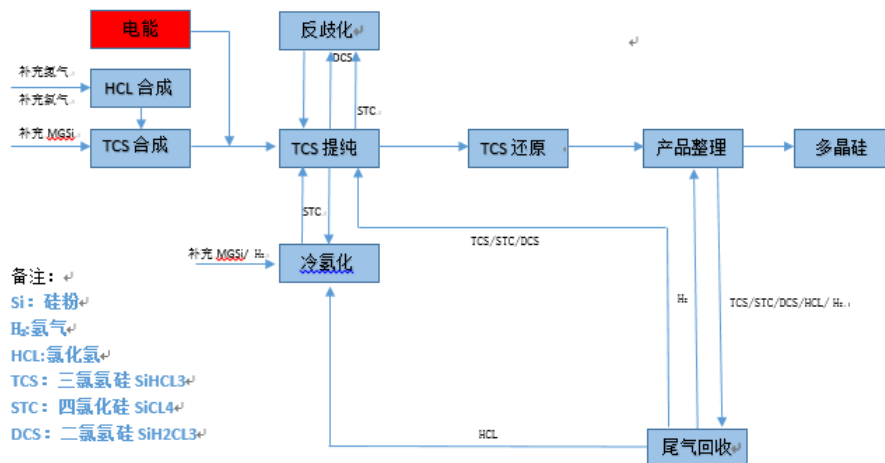 电能
反歧化
DCS
补充氢气
HCL 合成
补充氯气
STC
补充 MGSi
TCS 合成
TCS 提纯
TCS 还原
产品整理
多晶硅
STC
TCS/STC/DCS
补充 MGSi/ H₂
冷氢化
备注：
Si：硅粉
H₂:氢气
H₂
TCS/STC/DCS/HCL/ H₂
HCL:氯化氢
TCS：三氯氢硅 SiHCL3
STC：四氯化硅 SiCL4
DCS：二氯氢硅 SiH2CL3
HCL
尾气回收